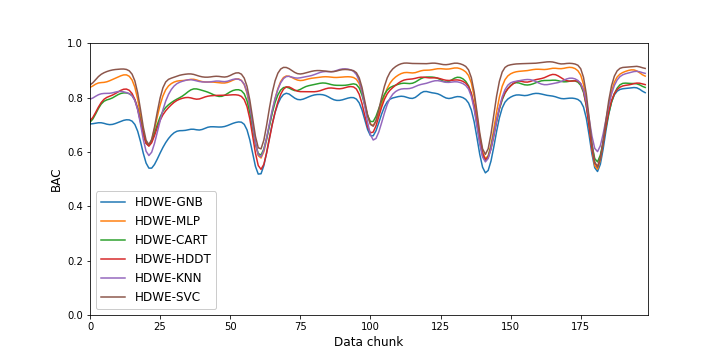 1.0
0.8
0.6
0.4
0.2
0.0
BAC
HDWE-GNB
HDWE-MLP
HDWE-CART
HDWE-HDDT
HDWE-KNN
HDWE-SVC
0 25 50 75 100 125 150 175
Data chunk